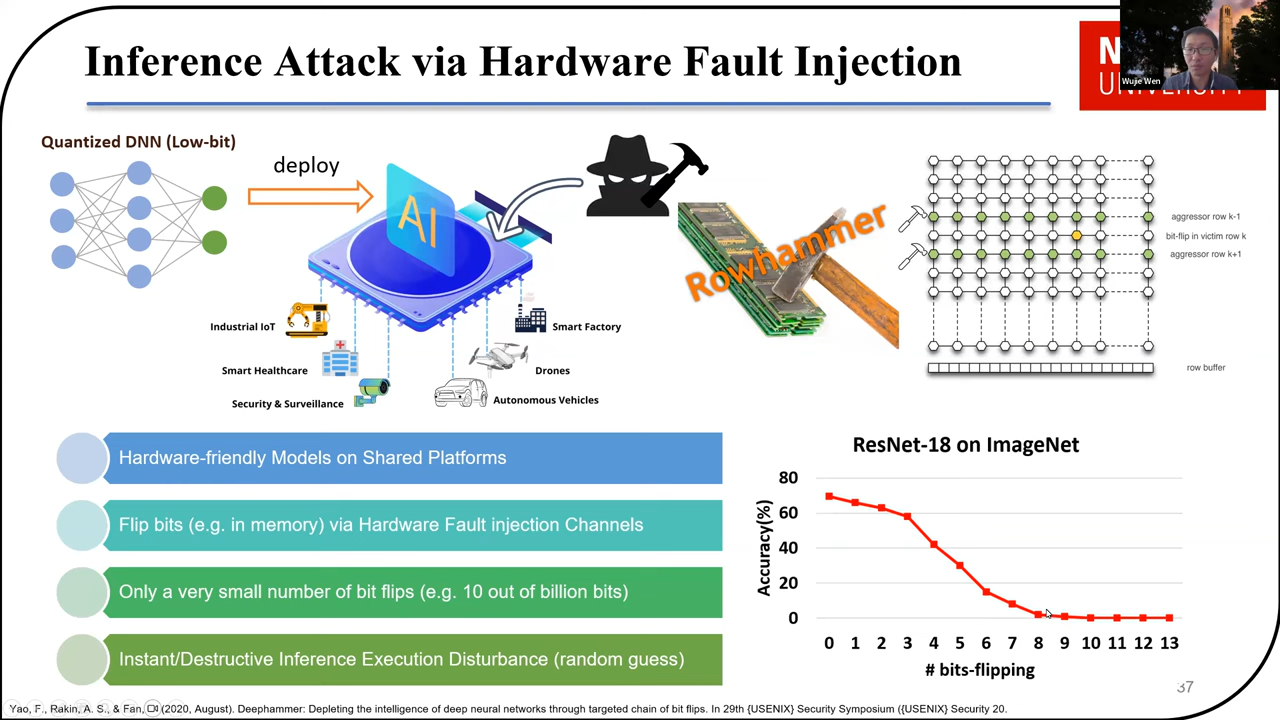 Inference Attack via Hardware Fault Injection
N
UNIVERSITY
Wujie Wen
Quantized DNN (Low-bit)
deploy
AI
Rowhammer
aggressor row k-1
bit-flip in victim row k
aggressor row k+1
row buffer
Industrial IoT
Smart Factory
Smart Healthcare
Drones
Security & Surveillance
Autonomous Vehicles
Hardware-friendly Models on Shared Platforms
Flip bits (e.g. in memory) via Hardware Fault injection Channels
Only a very small number of bit flips (e.g. 10 out of billion bits)
Instant/Destructive Inference Execution Disturbance (random guess)
ResNet-18 on ImageNet
Accuracy(%)
80
60
40
20
0
0 1 2 3 4 5 6 7 8 9 10 11 12 13
# bits-flipping
37
Yao, F., Rakin, A. S., & Fan, (2020, August). Deephammer: Depleting the intelligence of deep neural networks through targeted chain of bit flips. In 29th {USENIX} Security Symposium ({USENIX} Security 20.